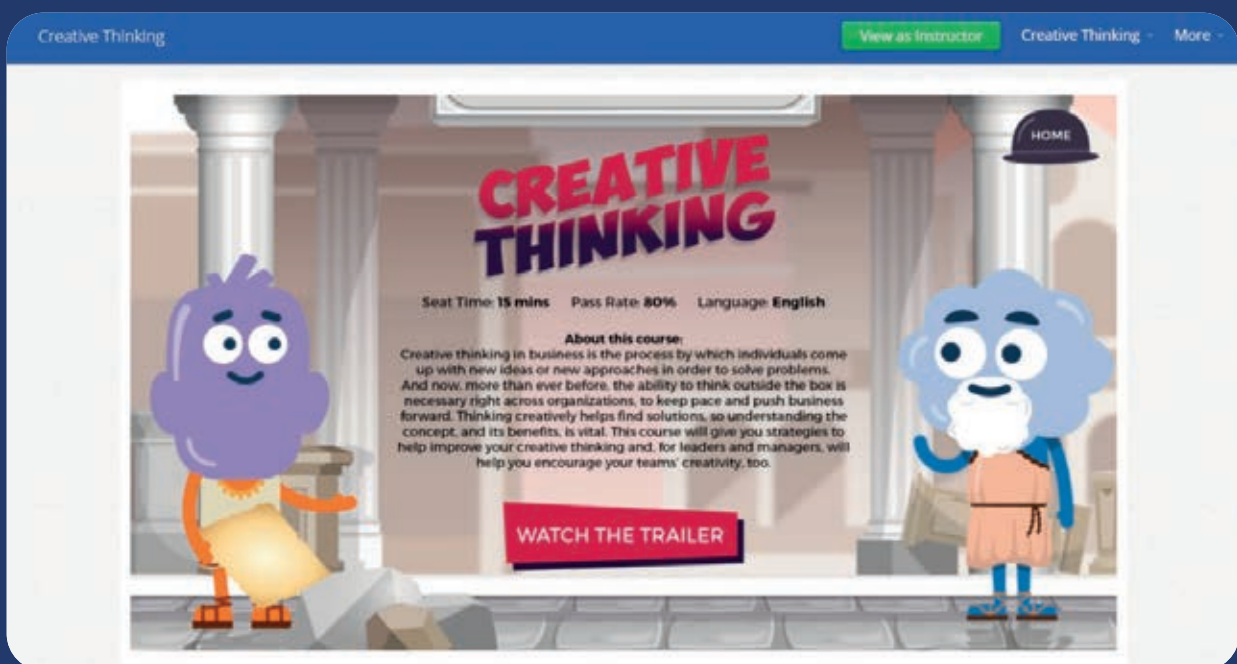 Creative Thinking
View as Instructor
Creative Thinking
More
HOME
CREATIVE
THINKING
Seat Time: 15 mins Pass Rate: 80% Language: English
About this course:
Creative thinking in business is the process by which individuals come
up with new ideas or new approaches in order to solve problems.
And now, more than ever before, the ability to think outside the box is
necessary right across organizations, to keep pace and push business
forward. Thinking creatively helps find solutions, so understanding the
concept, and its benefits, is vital. This course will give you strategies to
help improve your creative thinking and, for leaders and managers, will
help you encourage your teams' creativity, too.
WATCH THE TRAILER